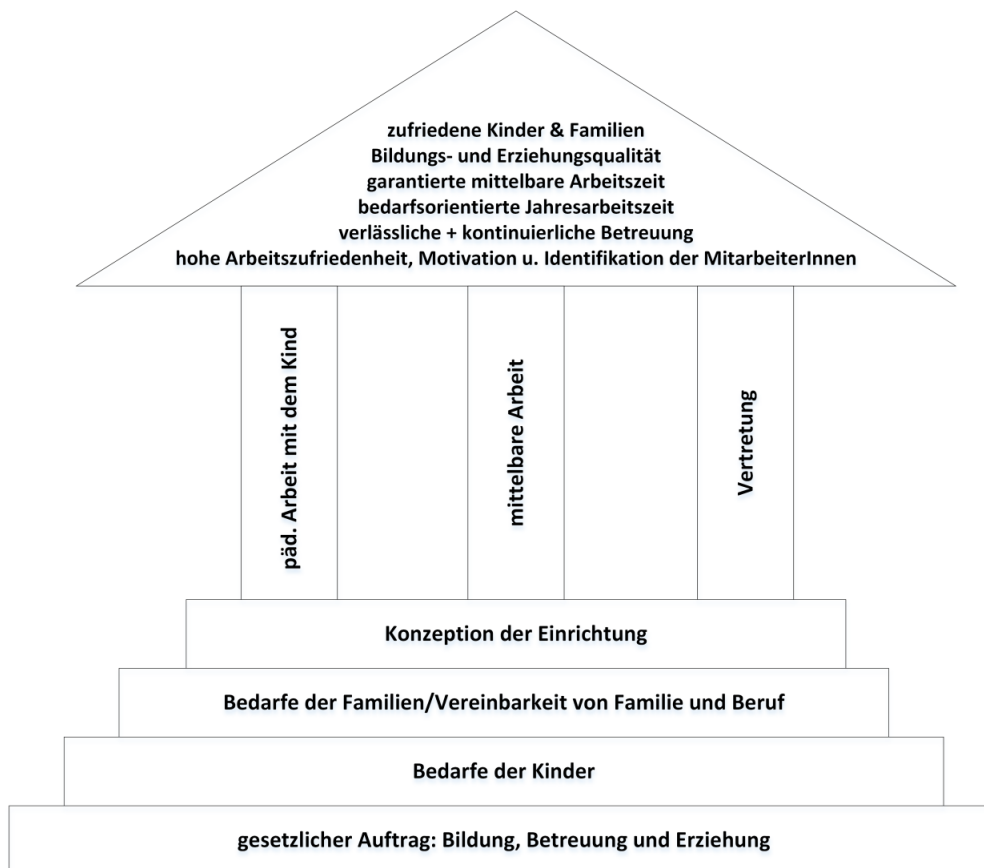 zufriedene Kinder & Familien
Bildungs- und Erziehungsqualität
garantierte mittelbare Arbeitszeit
bedarfsorientierte Jahresarbeitszeit
verlässliche + kontinuierliche Betreuung
hohe Arbeitszufriedenheit, Motivation u. Identifikation der MitarbeiterInnen
päd. Arbeit mit dem Kind
mittelbare Arbeit
Vertretung
Konzeption der Einrichtung
Bedarfe der Familien/Vereinbarkeit von Familie und Beruf
Bedarfe der Kinder
gesetzlicher Auftrag: Bildung, Betreuung und Erziehung